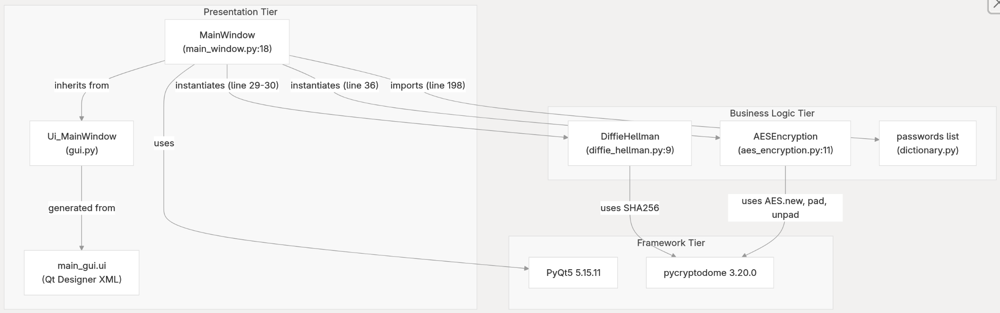 Presentation Tier
MainWindow
(main_window.py:18)
inherits from
instantiates (line 29-30)
instantiates (line 36)
imports (line 198)
Business Logic Tier
Ui_MainWindow
(gui.py)
uses
DiffieHellman
(diffie_hellman.py:9)
AESEncryption
(aes_encryption.py:11)
passwords list
(dictionary.py)
generated from
uses SHA256
uses AES.new, pad,
unpad
Framework Tier
main_gui.ui
(Qt Designer XML)
PyQt5 5.15.11
pycryptodome 3.20.0